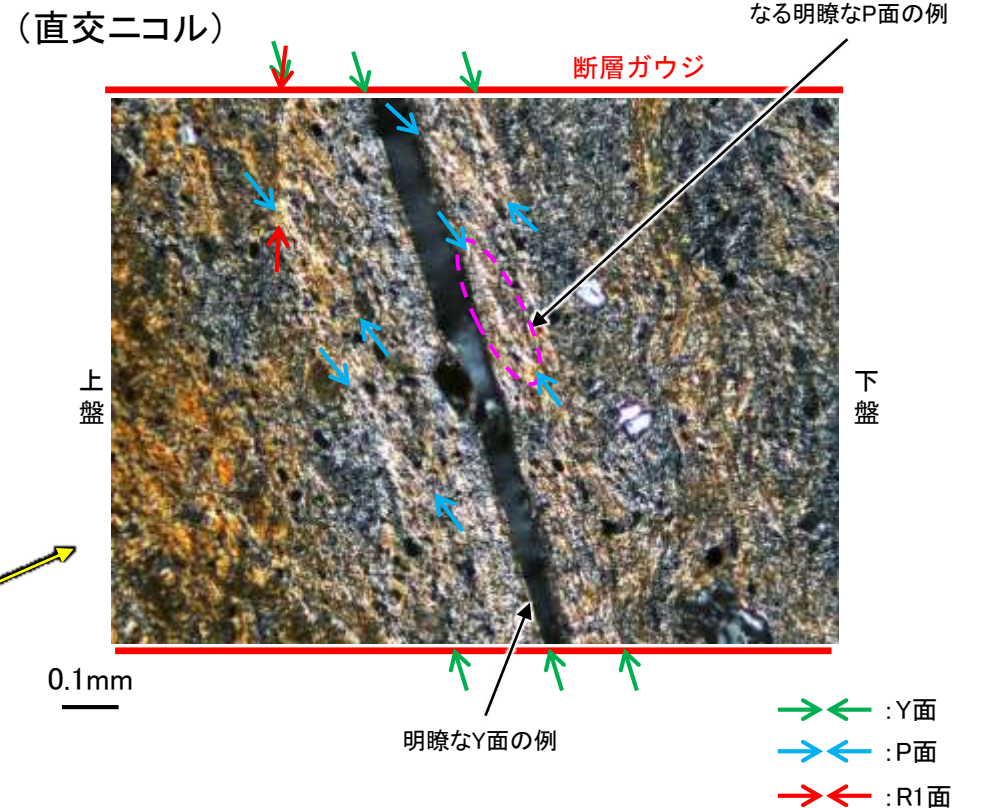 （直交ニコル）
なる明瞭なP面の例
断層ガウジ
上
盤
下
盤
0.1mm
明瞭なY面の例
：Y面
：P面
：R1面